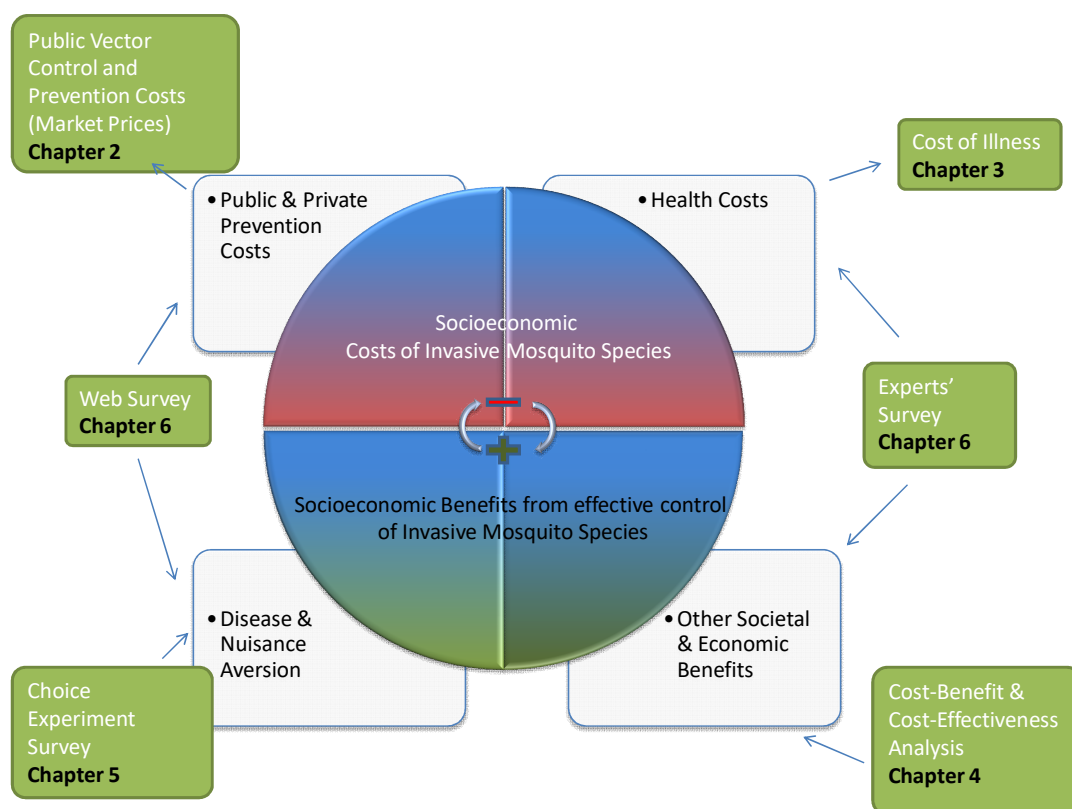 Public Vector
Control and
Prevention Costs
(Market Prices)
Chapter 2
Cost of Illness
Chapter 3
• Public & Private
Prevention
Costs
• Health Costs
Socioeconomic
Costs of Invasive Mosquito Species
Web Survey
Chapter 6
Experts'
Survey
Chapter 6
Socioeconomic Benefits from effective control
of Invasive Mosquito Species
• Disease &
Nuisance
Aversion
• Other Societal
& Economic
Benefits
Choice
Experiment
Survey
Chapter 5
Cost-Benefit &
Cost-Effectiveness
Analysis
Chapter 4